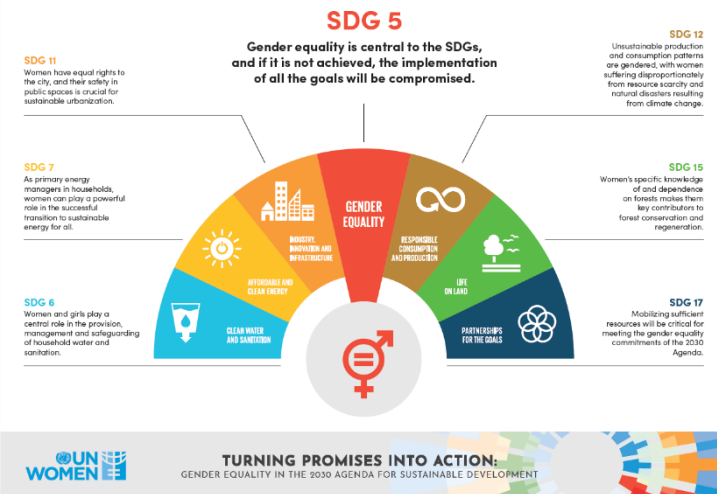 SDG 5
Gender equality is central to the SDGs,
and if it is not achieved, the implementation
of all the goals will be compromised.
SDG 11
Women have equal rights to
the city, and their safety in
public spaces is crucial for
sustainable urbanization.
SDG 12
Unsustainable production
and consumption patterns
are gendered, with women
suffering disproportionately
from resource scarcity and
natural disasters resulting
from climate change.
SDG 7
As primary energy
managers in households,
women can play a powerful
role in the successful
transition to sustainable
energy for all.
SDG 15
Women's specific knowledge
of and dependence
on forests makes them
key contributors to
forest conservation and
regeneration.
SDG 6
Women and girls play a
central role in the provision,
management and safeguarding
of household water and
sanitation.
SDG 17
Mobilizing sufficient
resources will be critical for
meeting the gender equality
commitments of the 2030
Agenda.
CLEAN WATER
AND SANITATION
AFFORDABLE AND
CLEAN ENERGY
INDUSTRY,
INNOVATION AND
INFRASTRUCTURE
GENDER
EQUALITY
RESPONSIBLE
CONSUMPTION
AND PRODUCTION
LIFE
ON LAND
PARTNERSHIPS
FOR THE GOALS
UN
WOMEN
TURNING PROMISES INTO ACTION:
GENDER EQUALITY IN THE 2030 AGENDA FOR SUSTAINABLE DEVELOPMENT